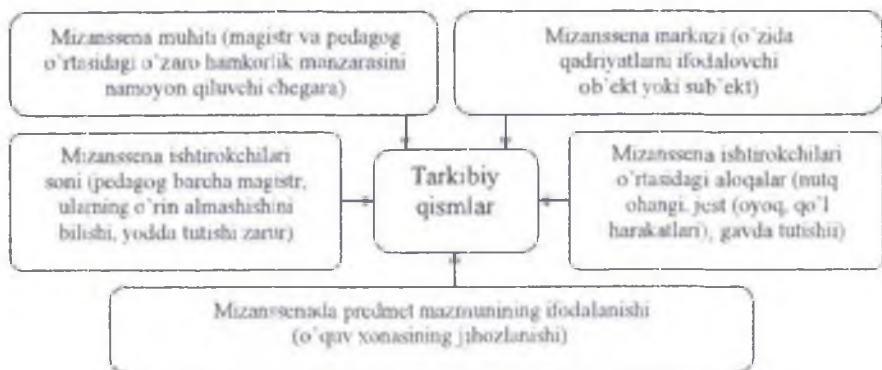 Mizanssena muhiti (magistr va pedagog
o`rtasidagi o`zaro hamkorlik manzarasini
namoyon qiluvchi chegara)
Mizanssena markazi (o`zida
qadriyatlarni ifodalovchi
ob`ekt yoki sub`ekt)
Mizanssena ishtirokchilari
soni (pedagog barcha magistr,
ularning o`rin almashishini
bilishi, yodda tutishi zarur)
Tarkibiy
qismlar
Mizanssena ishtirokchilari
o`rtasidagi aloqalar (nutq
ohangi, jest (oyoq, qo`l
harakatlari), gavda tutishii)
Mizanssenada predmet mazmunining ifodalanishi
(o`quv xonasining jihozlanishi)